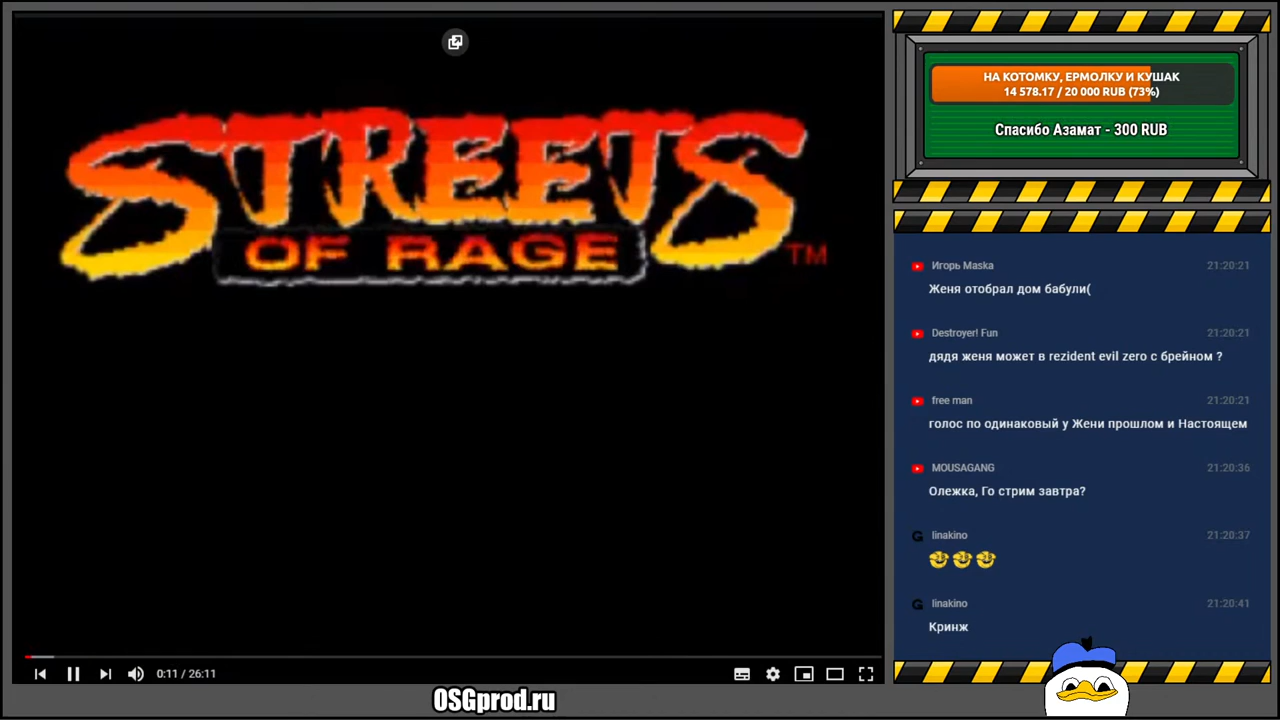 STREETS
OF RAGE TM
0:11 / 26:11
OSGprod.ru
НА КОТОМКУ, ЕРМОЛКУ И КУШАК
14 578.17 / 20 000 RUB (73%)
Спасибо Азамат - 300 RUB
Игорь Maska 21:20:21
Женя отобрал дом бабули(
Destroyer! Fun 21:20:21
дядя женя может в rezident evil zero с брейном ?
free man 21:20:21
голос по одинаковый у Жени прошлом и Настоящем
MOUSAGANG 21:20:36
Олежка, Го стрим завтра?
linakino 21:20:37
linakino 21:20:41
Кринж